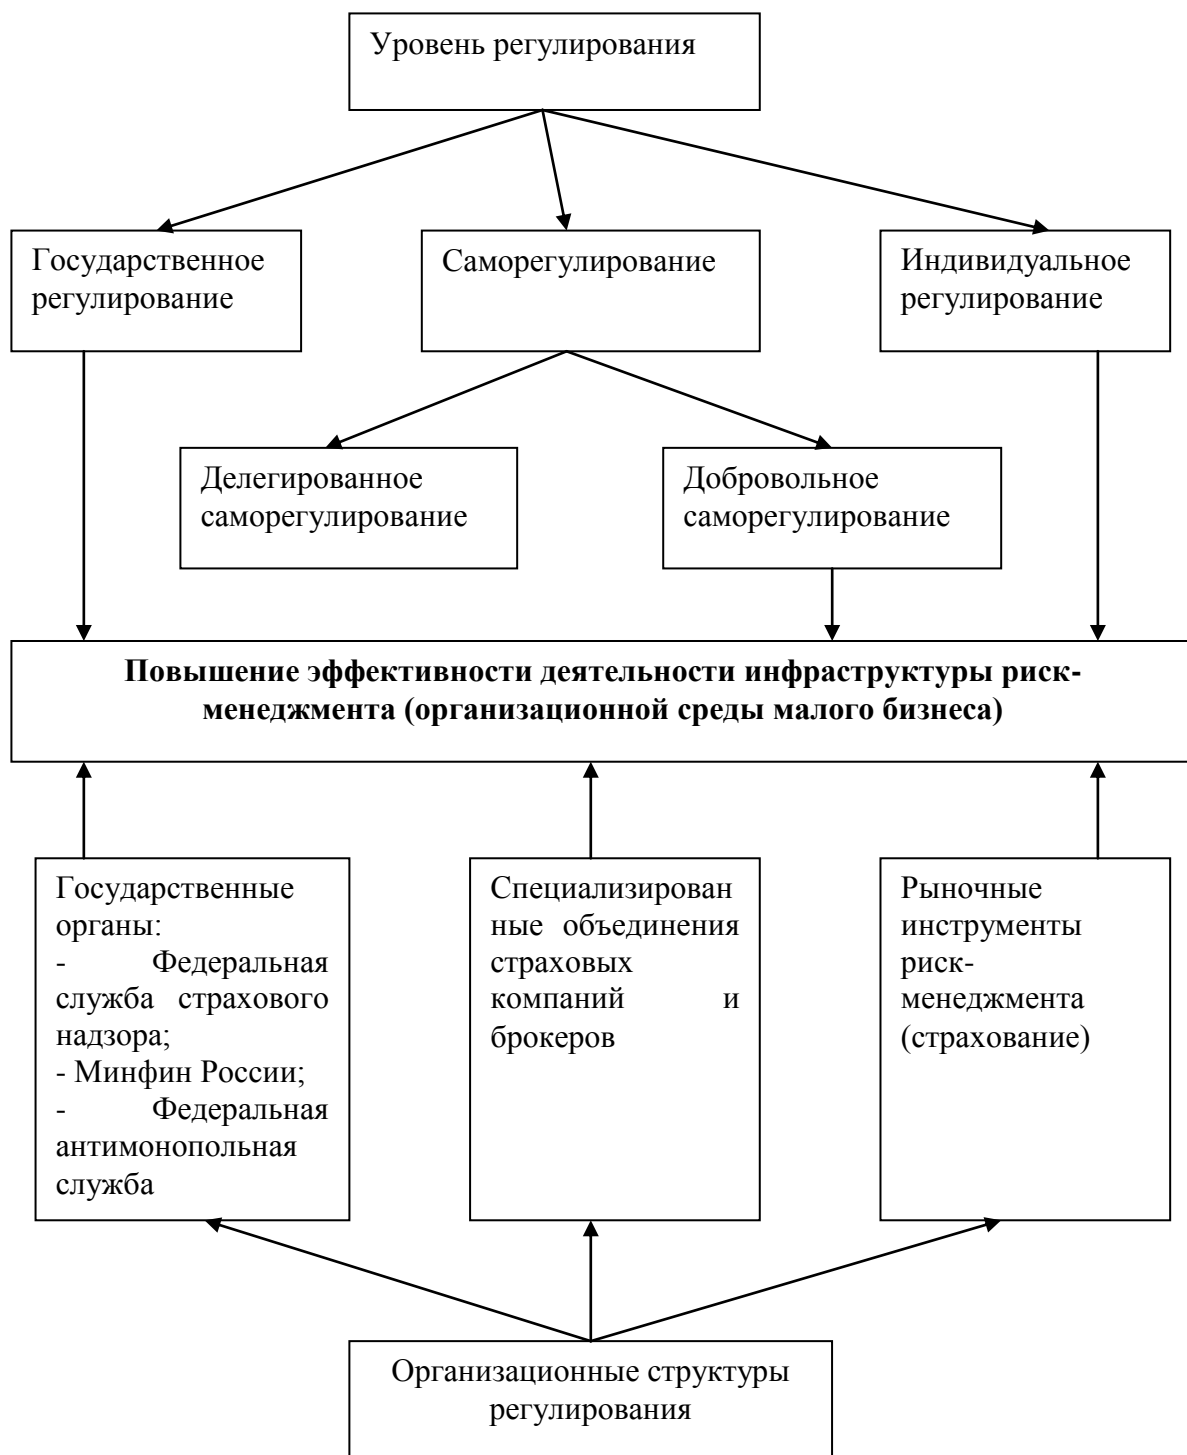 Уровень регулирования
Государственное
регулирование
Саморегулирование
Индивидуальное
регулирование
Делегированное
саморегулирование
Добровольное
саморегулирование
Повышение эффективности деятельности инфраструктуры риск-
менеджмента (организационной среды малого бизнеса)
Государственные
органы:
- Федеральная
служба страхового
надзора;
- Минфин России;
- Федеральная
антимонопольная
служба
Специализирован
ные объединения
страховых
компаний и
брокеров
Рыночные
инструменты
риск-
менеджмента
(страхование)
Организационные структуры
регулирования